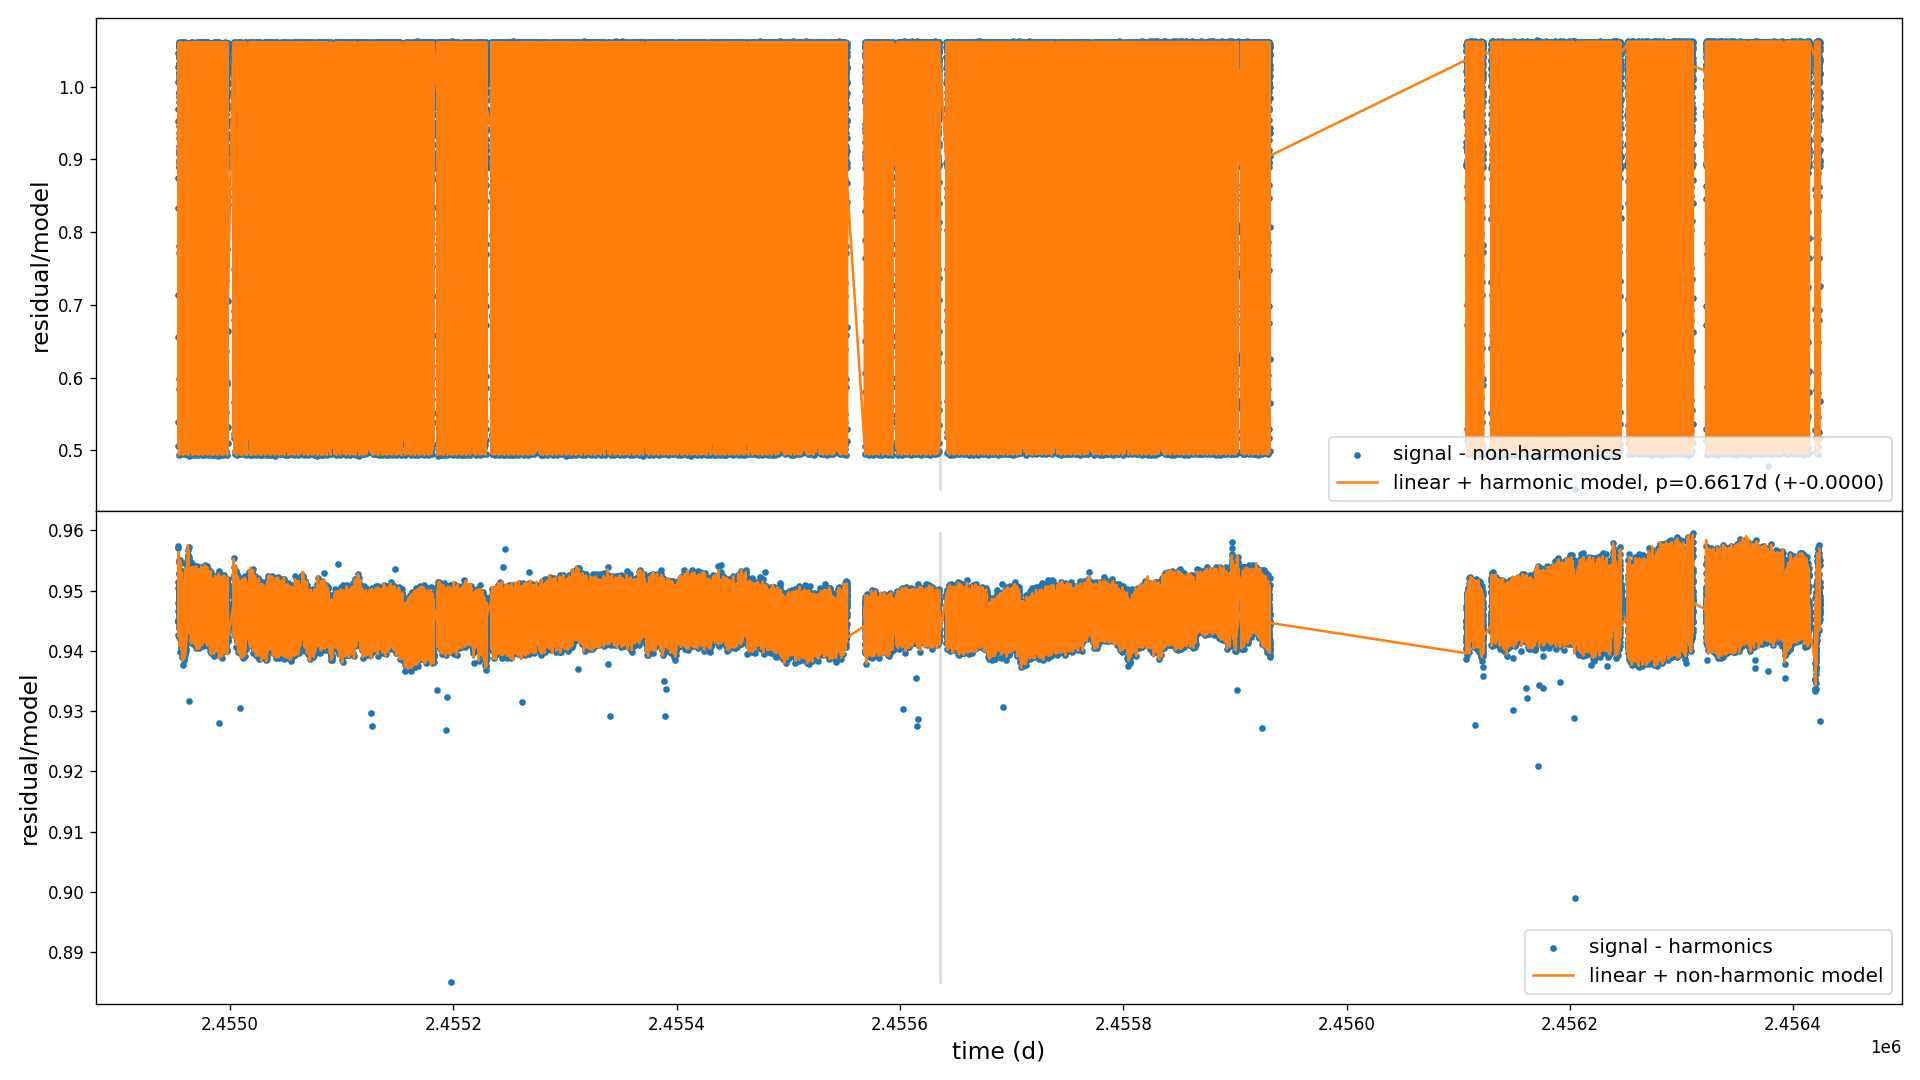 1.0
0.9
0.8
0.7
0.6
0.5
residual/model
signal - non-harmonics
linear + harmonic model, p=0.6617d (+-0.0000)
0.96
0.95
0.94
0.93
0.92
0.91
0.90
0.89
residual/model
signal - harmonics
linear + non-harmonic model
2.4550 2.4552 2.4554 2.4556 2.4558 2.4560 2.4562 2.4564
1e6
time (d)